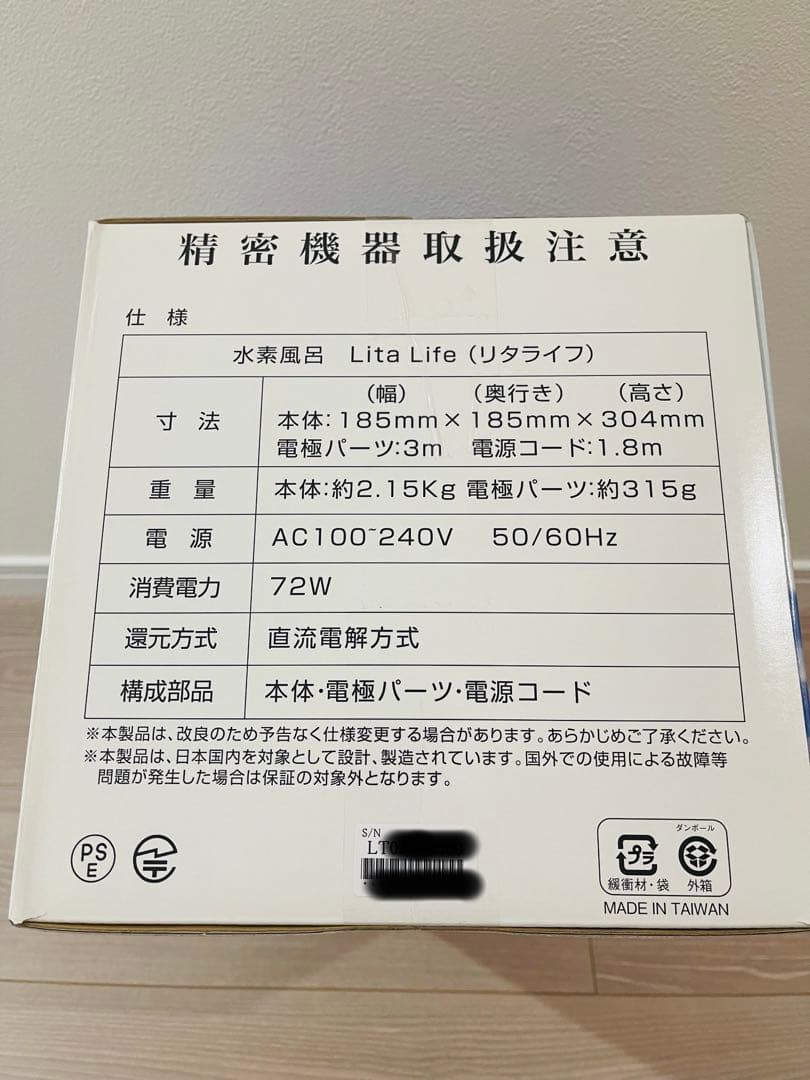 精密機器取扱注意
仕様
水素風呂 Lita Life（リタライフ）
寸法 （幅） （奥行き） （高さ）
本体：185mm×185mm×304mm
電極パーツ：3m 電源コード：1.8m
重量 本体：約2.15Kg 電極パーツ：約315g
電源 AC100~240V 50/60Hz
消費電力 72W
還元方式 直流電解方式
構成部品 本体・電極パーツ・電源コード
※本製品は、改良のため予告なく仕様変更する場合があります。あらかじめご了承ください。
※本製品は、日本国内を対象として設計、製造されています。国外での使用による故障等
問題が発生した場合は保証の対象外となります。
PS
E
S/N
LT
ダンボール
プラ
緩衝材・袋 外箱
MADE IN TAIWAN